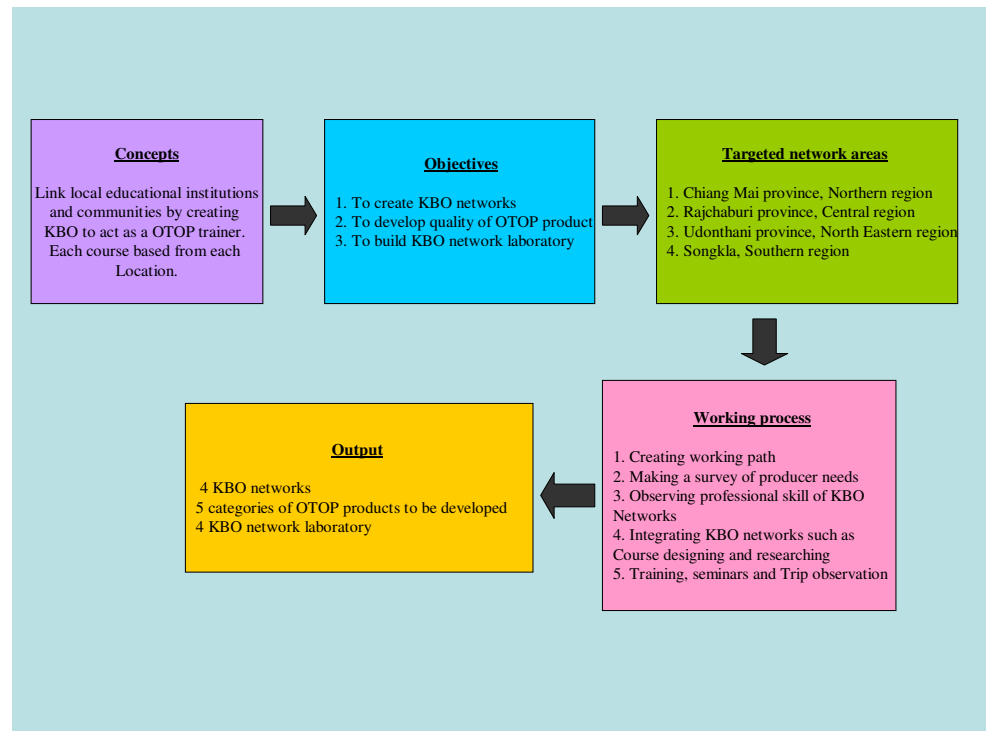 Concepts
Link local educational institutions
and communities by creating
KBO to act as a OTOP trainer.
Each course based from each
Location.
Objectives
1. To create KBO networks
2. To develop quality of OTOP product
3. To build KBO network laboratory
Targeted network areas
1. Chiang Mai province, Northern region
2. Rajchaburi province, Central region
3. Udonthani province, North Eastern region
4. Songkla, Southern region
Working process
1. Creating working path
2. Making a survey of producer needs
3. Observing professional skill of KBO
Networks
4. Integrating KBO networks such as
Course designing and researching
5. Training, seminars and Trip observation
Output
4 KBO networks
5 categories of OTOP products to be developed
4 KBO network laboratory